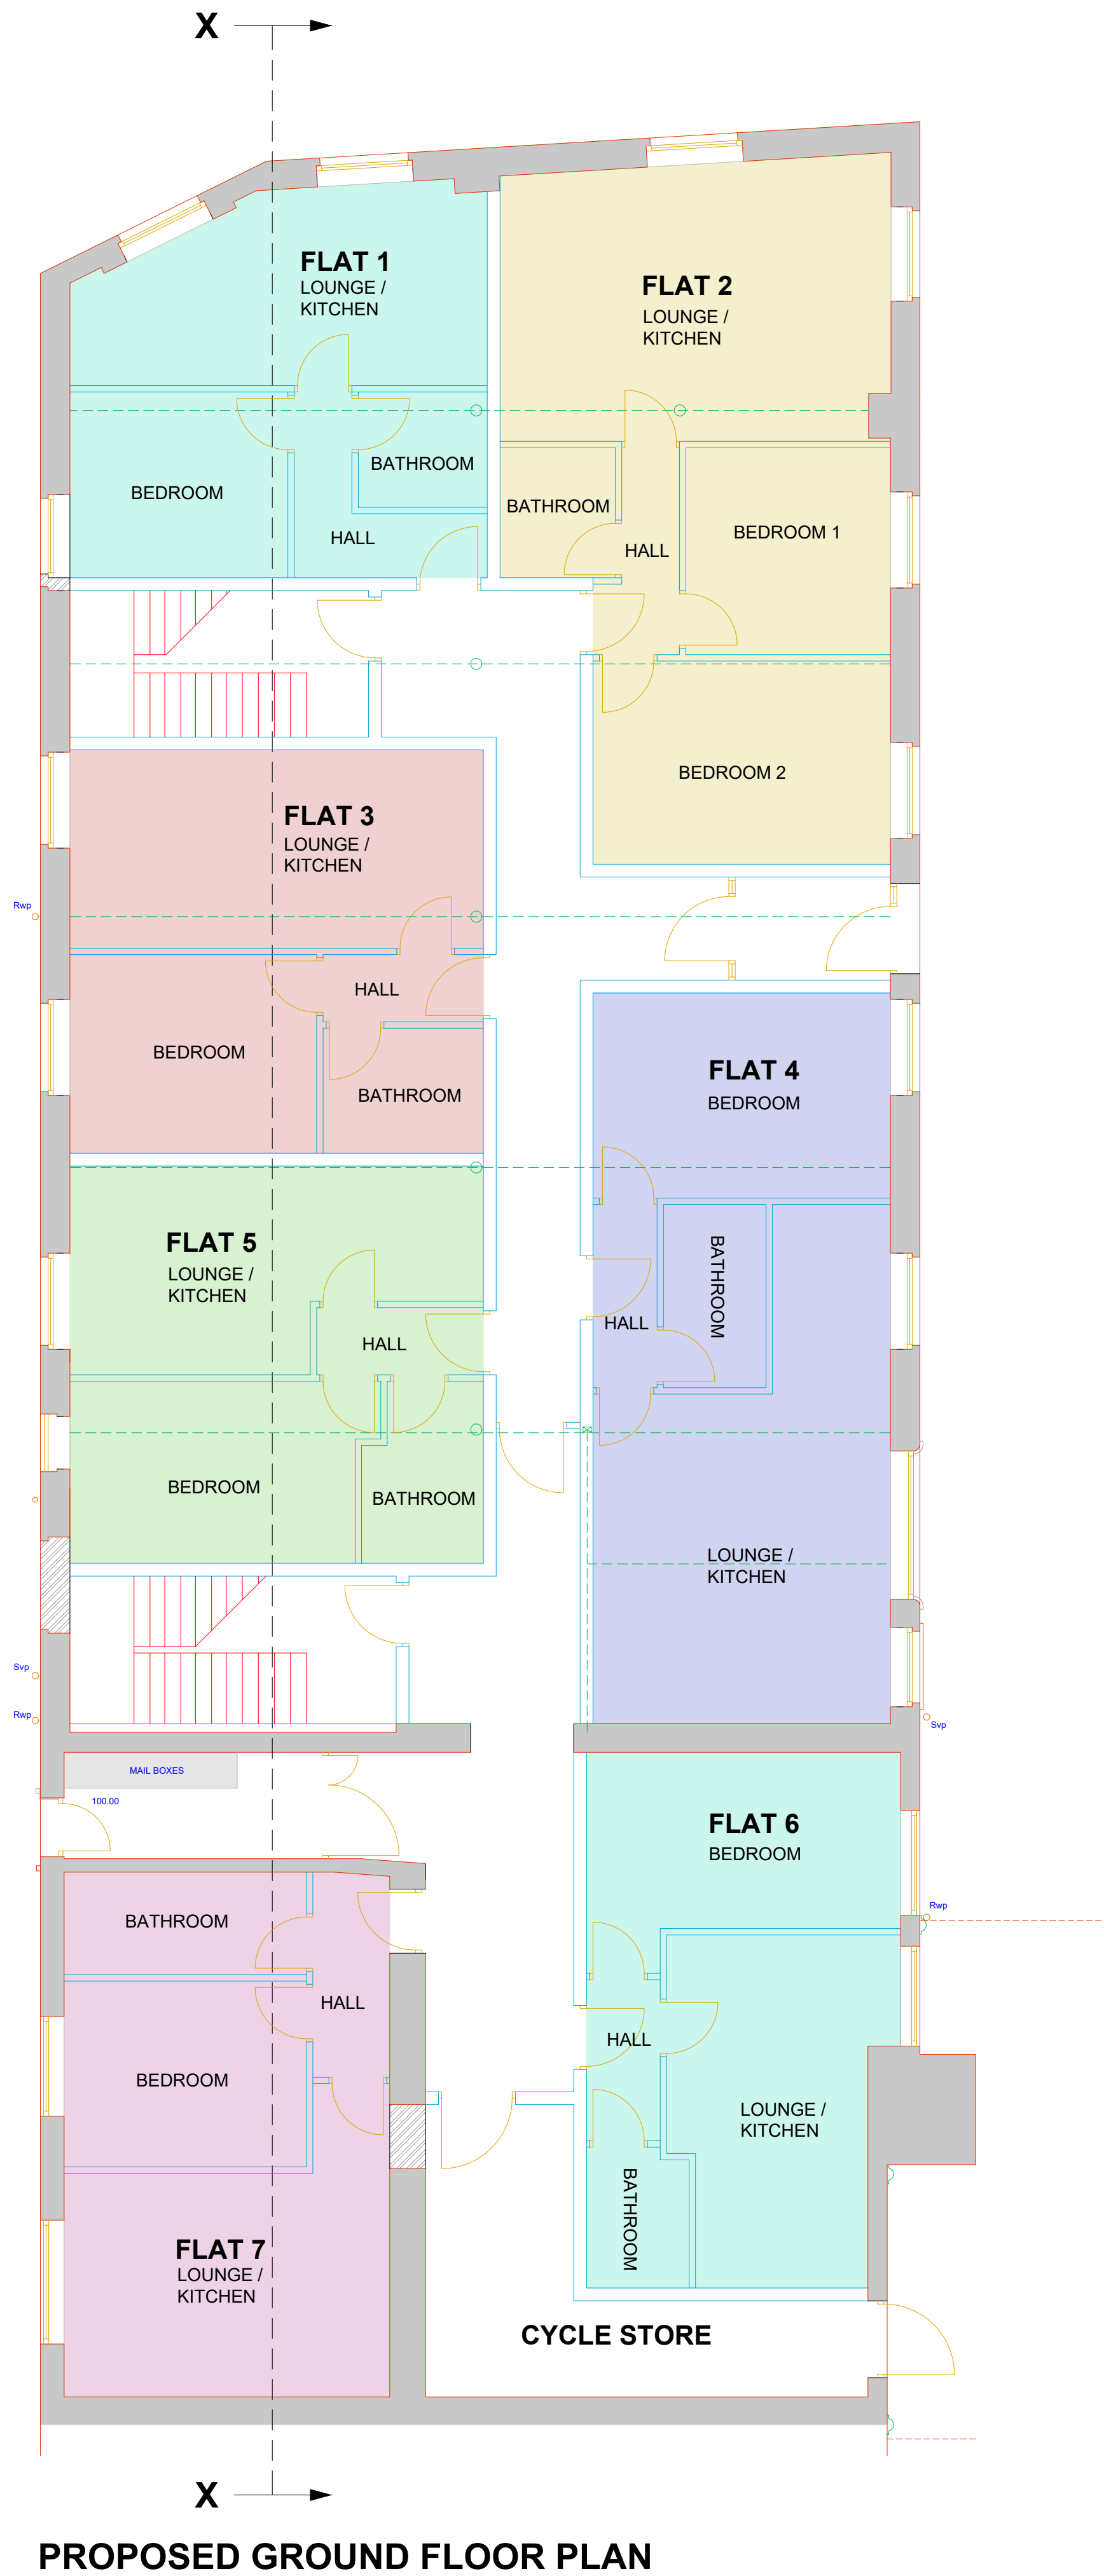 X
FLAT 1
LOUNGE /
KITCHEN
FLAT 2
LOUNGE /
KITCHEN
BATHROOM
BEDROOM
HALL
BATHROOM
HALL
BEDROOM 1
BEDROOM 2
FLAT 3
LOUNGE /
KITCHEN
Rwp
HALL
BEDROOM
BATHROOM
FLAT 4
BEDROOM
BATHROOM
HALL
LOUNGE /
KITCHEN
FLAT 5
LOUNGE /
KITCHEN
HALL
BEDROOM
BATHROOM
Svp
Rwp
Svp
MAIL BOXES
100.00
FLAT 6
BEDROOM
Rwp
HALL
LOUNGE /
KITCHEN
BATHROOM
BATHROOM
HALL
BEDROOM
FLAT 7
LOUNGE /
KITCHEN
CYCLE STORE
X
PROPOSED GROUND FLOOR PLAN